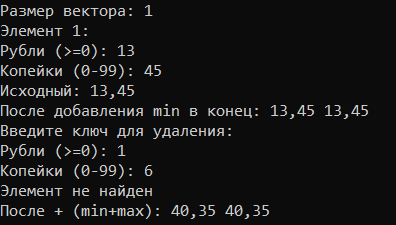 Размер вектора: 1
Элемент 1:
Рубли (>=0): 13
Копейки (0-99): 45
Исходный: 13,45
После добавления min в конец: 13,45 13,45
Введите ключ для удаления:
Рубли (>=0): 1
Копейки (0-99): 6
Элемент не найден
После + (min+max): 40,35 40,35